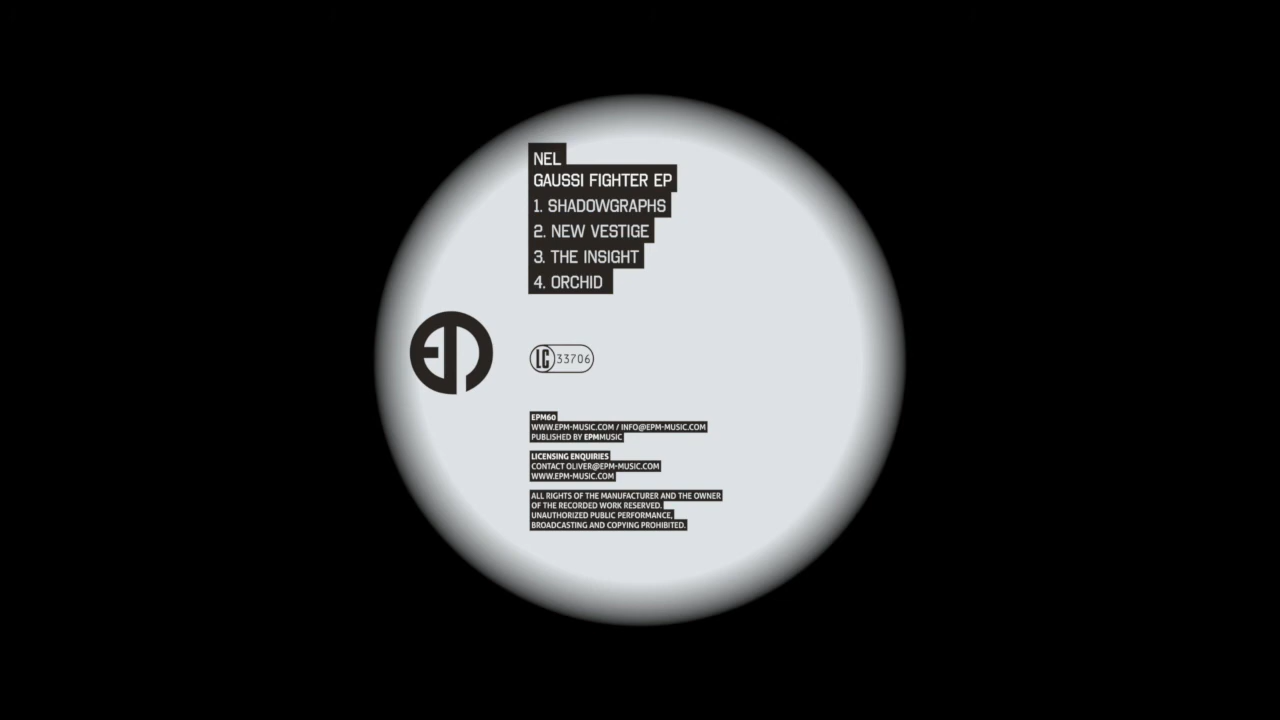 NEL
GAUSSI FIGHTER EP
1. SHADOWGRAPHS
2. NEW VESTIGE
3. THE INSIGHT
4. ORCHID
EPM
LC 33706
EPM60
WWW.EPM-MUSIC.COM / INFO@EPM-MUSIC.COM
PUBLISHED BY EPMMUSIC
LICENSING ENQUIRIES
CONTACT OLIVER@EPM-MUSIC.COM
WWW.EPM-MUSIC.COM
ALL RIGHTS OF THE MANUFACTURER AND THE OWNER
OF THE RECORDED WORK RESERVED.
UNAUTHORIZED PUBLIC PERFORMANCE,
BROADCASTING AND COPYING PROHIBITED.